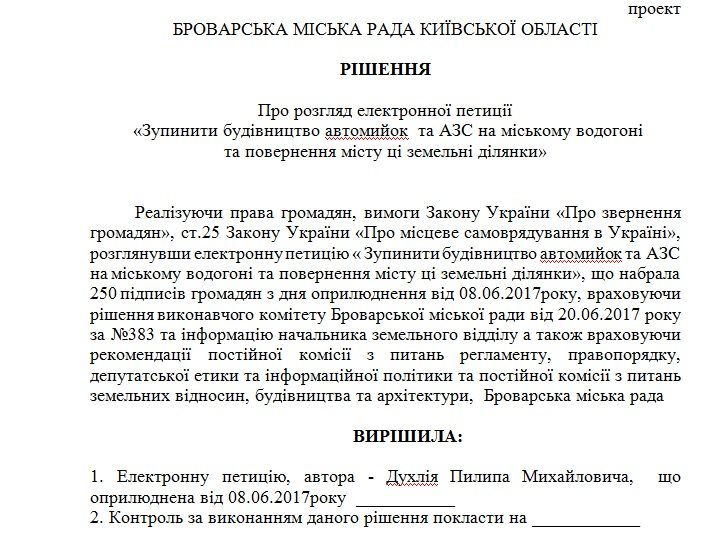 проект
БРОВАРСЬКА МІСЬКА РАДА КИЇВСЬКОЇ ОБЛАСТІ
РІШЕННЯ
Про розгляд електронної петиції
«Зупинити будівництво автомийок та АЗС на міському водогоні
та повернення місту ці земельні ділянки»
Реалізуючи права громадян, вимоги Закону України «Про звернення
громадян», ст.25 Закону України «Про місцеве самоврядування в Україні»,
розглянувши електронну петицію « Зупинити будівництво автомийок та АЗС
на міському водогоні та повернення місту ці земельні ділянки», що набрала
250 підписів громадян з дня оприлюднення від 08.06.2017року, враховуючи
рішення виконавчого комітету Броварської міської ради від 20.06.2017 року
за №383 та інформацію начальника земельного відділу а також враховуючи
рекомендації постійної комісії з питань регламенту, правопорядку,
депутатської етики та інформаційної політики та постійної комісії з питань
земельних відносин, будівництва та архітектури, Броварська міська рада
ВИРІШИЛА:
1. Електронну петицію, автора - Духлія Пилипа Михайловича, що
оприлюднена від 08.06.2017року ___________
2. Контроль за виконанням даного рішення покласти на ____________